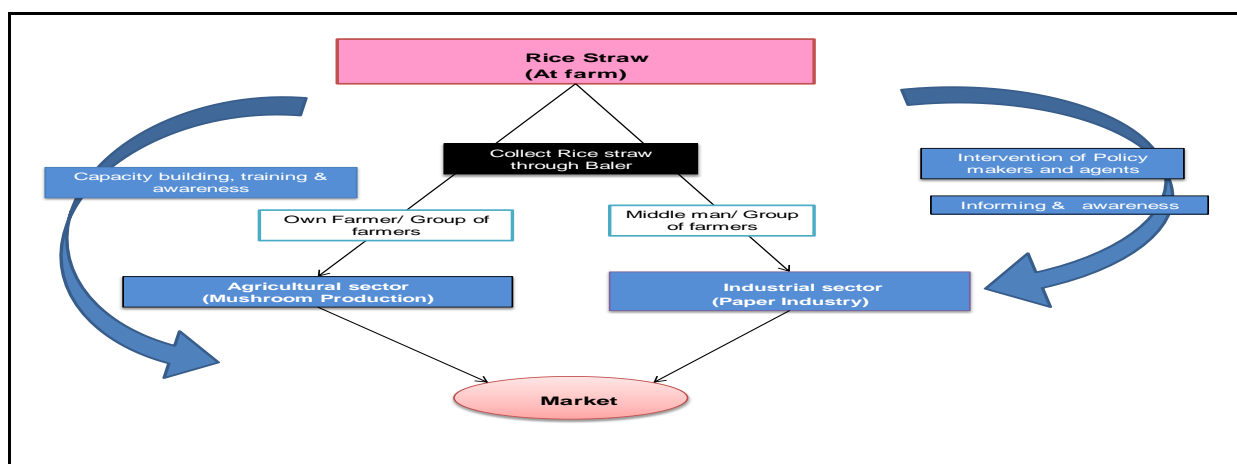 Rice Straw
(At farm)
Collect Rice straw
through Baler
Capacity building, training &
awareness
Intervention of Policy
makers and agents
Informing & awareness
Own Farmer/ Group of
farmers
Middle man/ Group
of farmers
Agricultural sector
(Mushroom Production)
Industrial sector
(Paper Industry)
Market